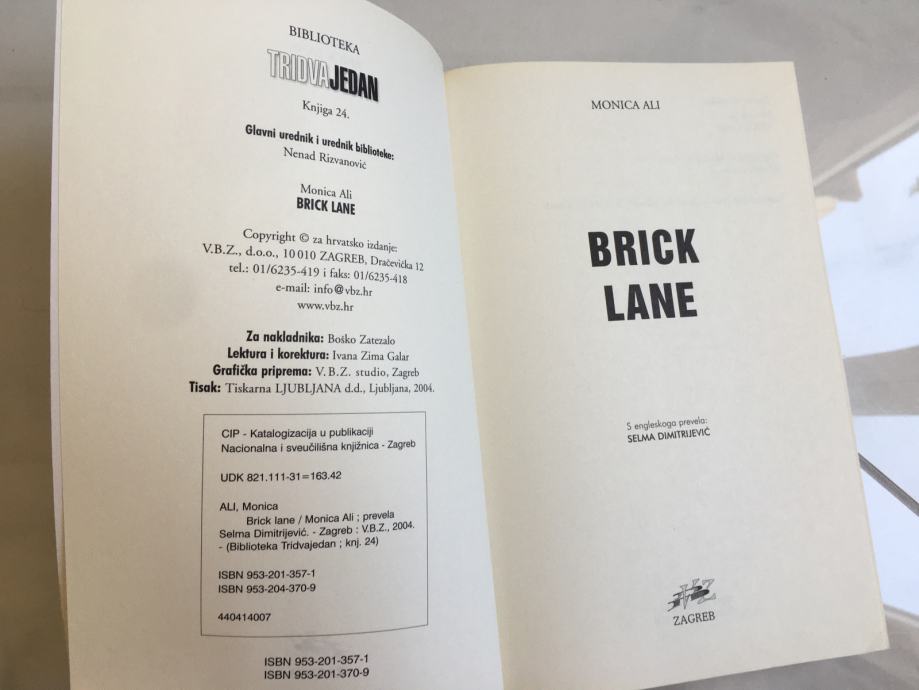 BIBLIOTEKA
TRIDVAJEDAN
Knjiga 24.
Glavni urednik i urednik biblioteke:
Nenad Rizvanović
Monica Ali
BRICK LANE
Copyright © za hrvatsko izdanje:
V.B.Z., d.o.o., 10 010 ZAGREB, Dračevička 12
tel.: 01/6235-419 i faks: 01/6235-418
e-mail: info@vbz.hr
www.vbz.hr
Za nakladnika: Boško Zatezalo
Lektura i korektura: Ivana Zima Galar
Grafička priprema: V.B.Z. studio, Zagreb
Tisak: Tiskarna LJUBLJANA d.d., Ljubljana, 2004.
CIP - Katalogizacija u publikaciji
Nacionalna i sveučilišna knjižnica - Zagreb
UDK 821.111-31=163.42
ALI, Monica
Brick lane / Monica Ali ; prevela
Selma Dimitrijević. - Zagreb : V.B.Z., 2004.
- (Biblioteka Tridvajedan ; knj. 24)
ISBN 953-201-357-1
ISBN 953-204-370-9
440414007
ISBN 953-201-357-1
ISBN 953-201-370-9
MONICA ALI
BRICK
LANE
S engleskoga prevela:
SELMA DIMITRIJEVIĆ
VBZ
ZAGREB